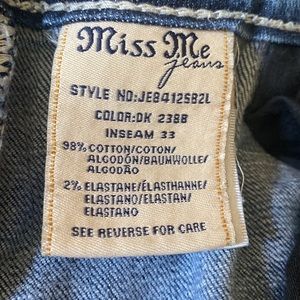 Miss Me
jeans
STYLE NO:JE8412SB2L
COLOR:DK 238B
INSEAM 33
98% COTTON/COTON/
ALGODÓN/BAUMWOLLE/
ALGODÃO
2% ELASTANE/ÉLASTHANNE/
ELASTANO/ELASTAN/
ELASTANO
SEE REVERSE FOR CARE